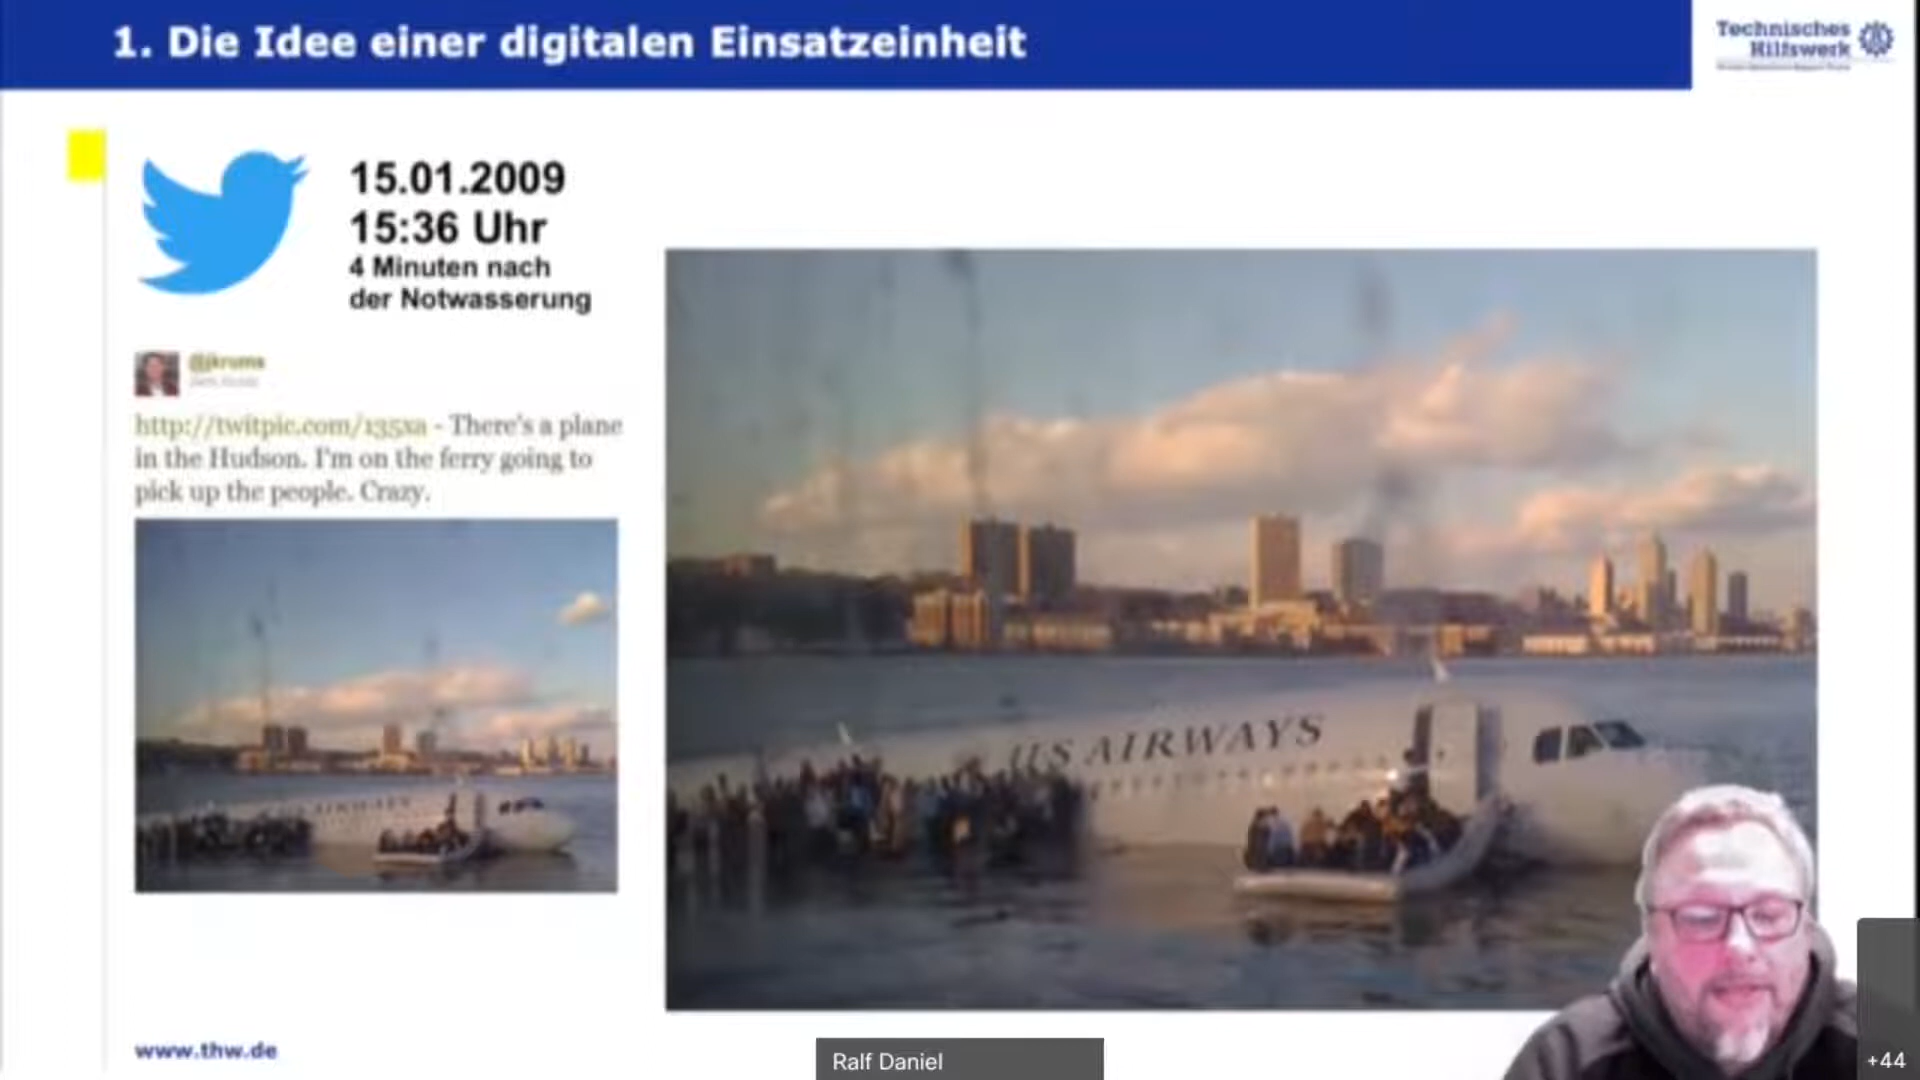 1. Die Idee einer digitalen Einsatzeinheit
Technisches
Hilfswerk
15.01.2009
15:36 Uhr
4 Minuten nach
der Notwasserung
@jkrums
http://twitpic.com/135xa - There's a plane
in the Hudson. I'm on the ferry going to
pick up the people. Crazy.
US AIRWAYS
AIRWAYS
www.thw.de
Ralf Daniel
+44